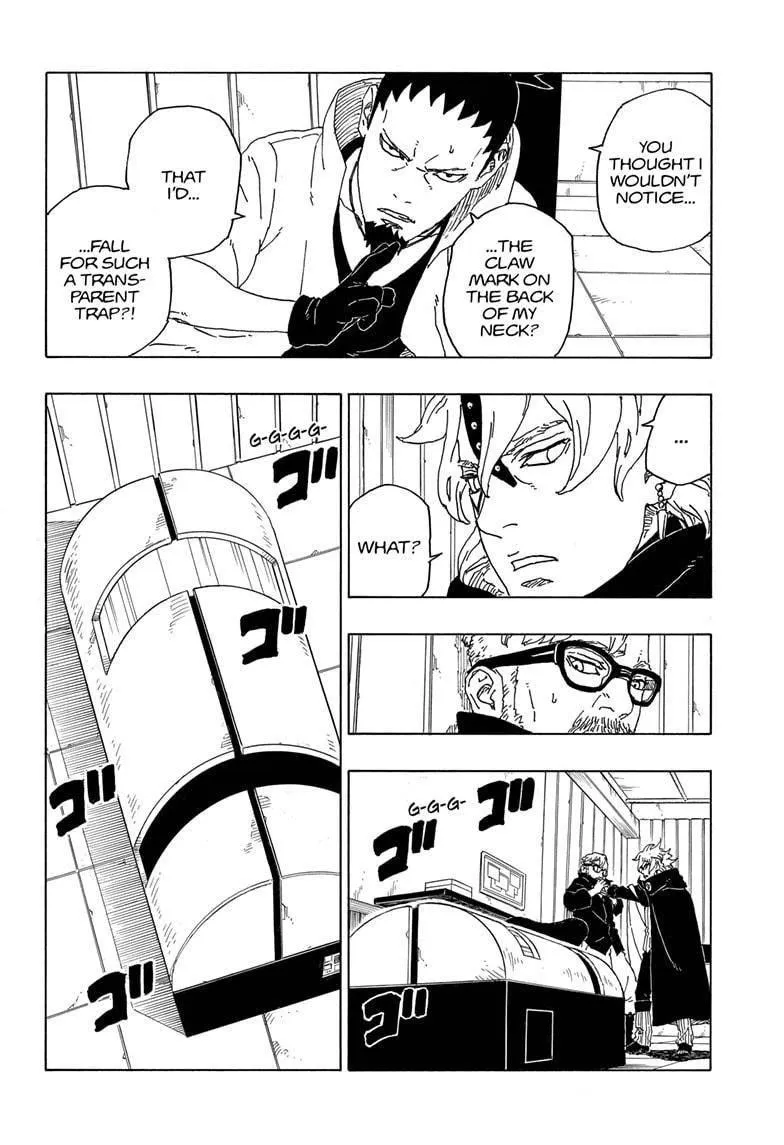 YOU
THOUGHT I
WOULDN'T
NOTICE...
...THE
CLAW
MARK ON
THE BACK
OF MY
NECK?
THAT
I'D...
...FALL
FOR SUCH
A TRANS-
PARENT
TRAP?!
...
WHAT?
G-G-G-G-
ゴ"
ゴ"
ゴ"
ゴ"
G-G-G-
ゴ"
ゴ"
ゴ"